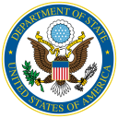 DEPARTMENT OF STATE
UNITED STATES OF AMERICA